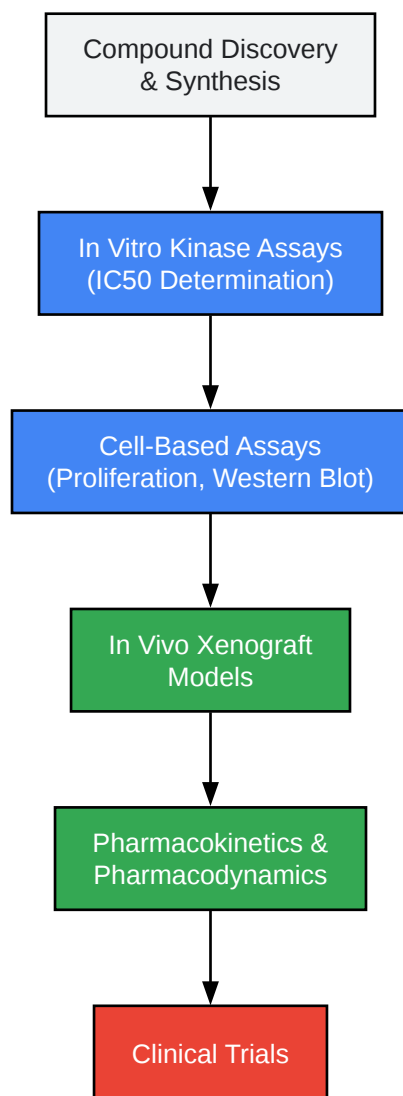 Compound Discovery
& Synthesis
In Vitro Kinase Assays
(IC50 Determination)
Cell-Based Assays
(Proliferation, Western Blot)
In Vivo Xenograft
Models
Pharmacokinetics &
Pharmacodynamics
Clinical Trials